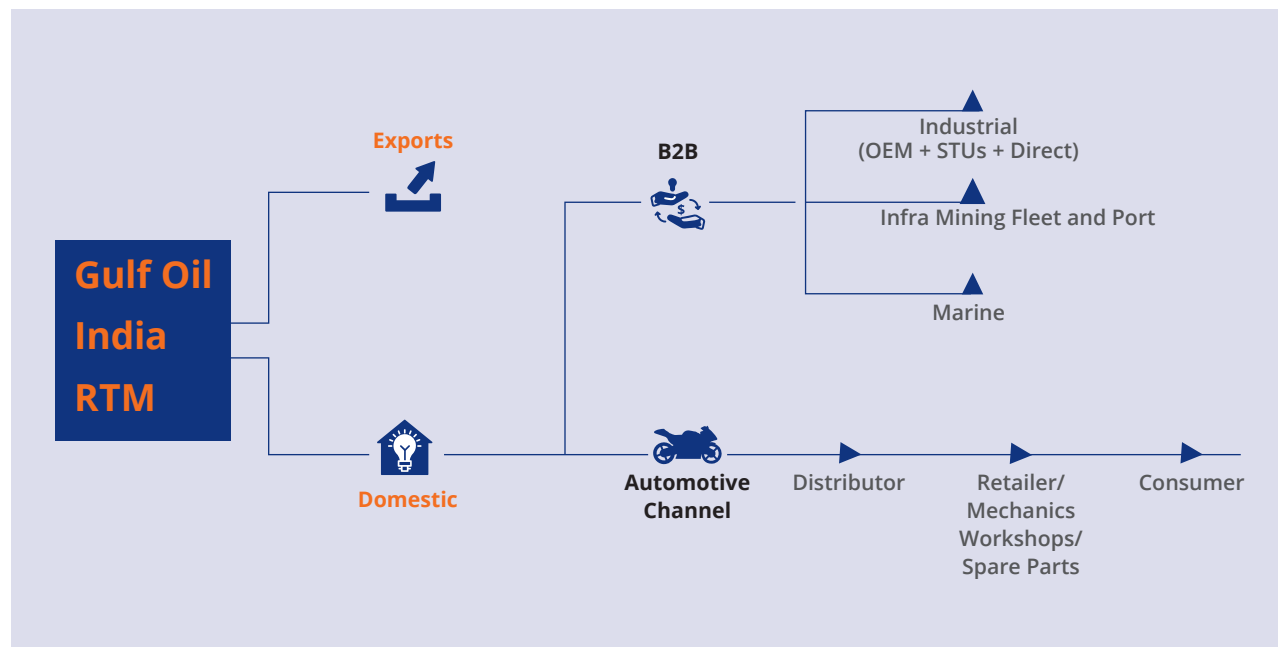 Gulf Oil
India
RTM
Exports
Domestic
B2B
$
Industrial
(OEM + STUs + Direct)
Infra Mining Fleet and Port
Marine
Automotive
Channel
Distributor
Retailer/
Mechanics
Workshops/
Spare Parts
Consumer